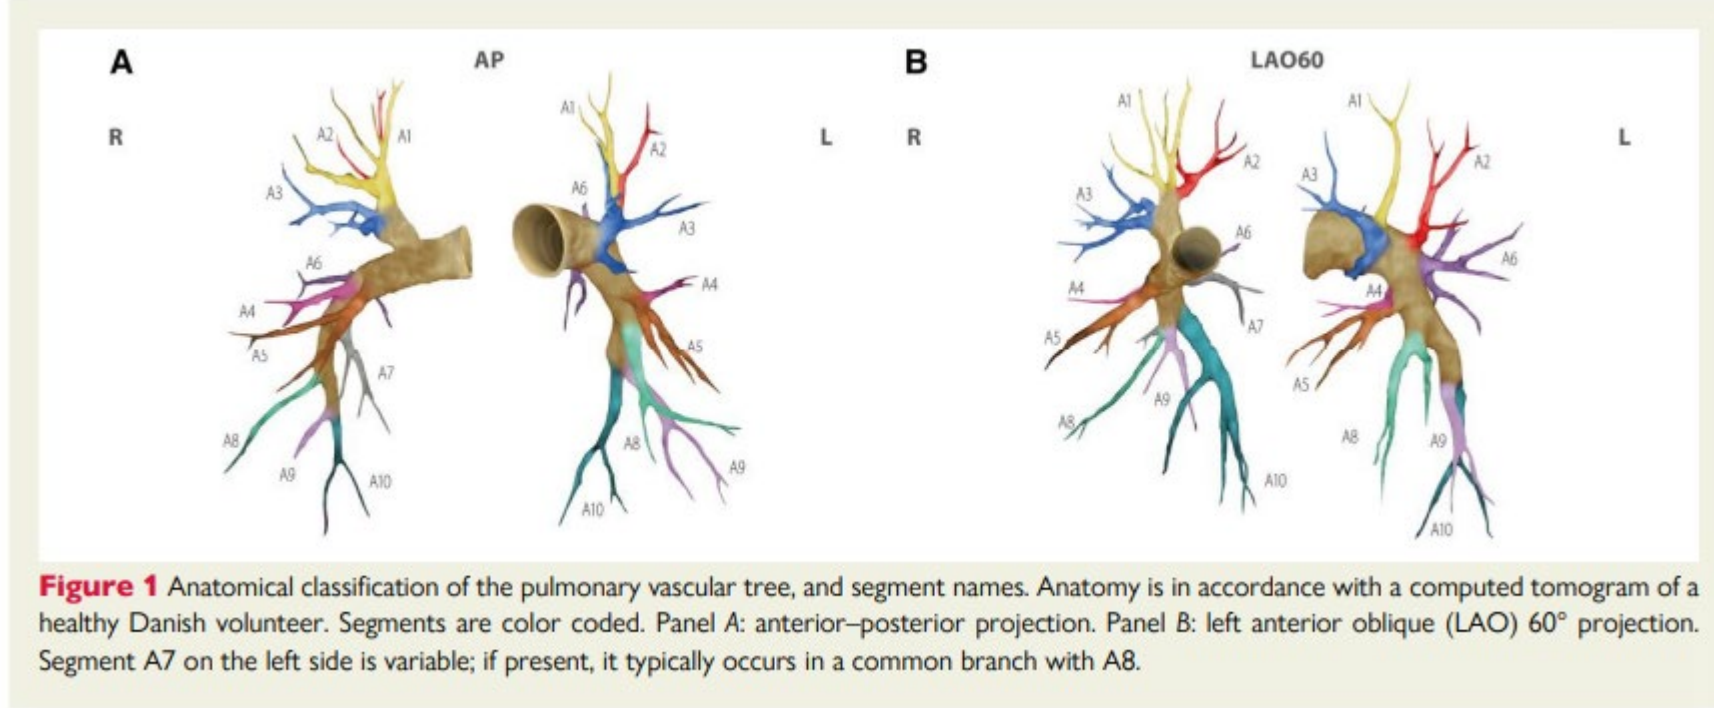 A
AP
B
LAO60
R
L
R
L
A1
A2
A3
A6
A4
A5
A7
A8
A9
A10
A1
A2
A6
A3
A4
A5
A8
A9
A10
A1
A2
A3
A6
A4
A7
A5
A9
A8
A10
A1
A2
A3
A6
A4
A5
A8
A9
A10
Figure 1 Anatomical classification of the pulmonary vascular tree, and segment names. Anatomy is in accordance with a computed tomogram of a
healthy Danish volunteer. Segments are color coded. Panel A: anterior–posterior projection. Panel B: left anterior oblique (LAO) 60° projection.
Segment A7 on the left side is variable; if present, it typically occurs in a common branch with A8.